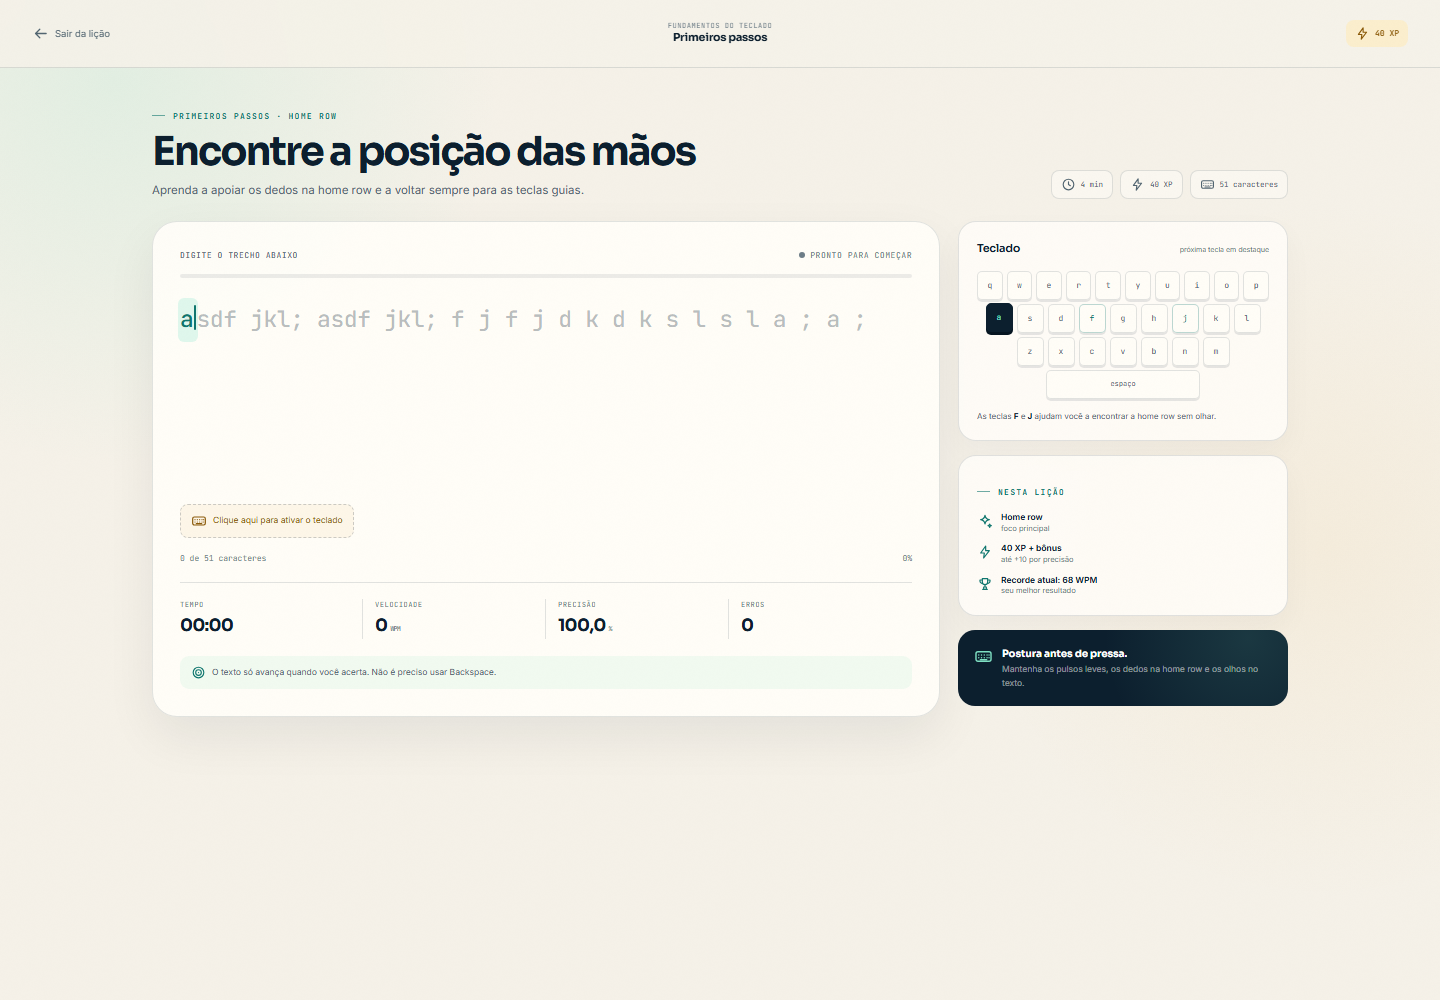 Sair da lição
FUNDAMENTOS DO TECLADO
Primeiros passos
40 XP
PRIMEIROS PASSOS · HOME ROW
Encontre a posição das mãos
Aprenda a apoiar os dedos na home row e a voltar sempre para as teclas guias.
4 min
40 XP
51 caracteres
DIGITE O TRECHO ABAIXO
PRONTO PARA COMEÇAR
asdf jkl; asdf jkl; f j f j d k d k s l s l a ; a ;
Clique aqui para ativar o teclado
0 de 51 caracteres
0%
TEMPO
00:00
VELOCIDADE
0 WPM
PRECISÃO
100,0 %
ERROS
0
O texto só avança quando você acerta. Não é preciso usar Backspace.
Teclado
próxima tecla em destaque
q w e r t y u i o p
a s d f g h j k l
z x c v b n m
espaço
As teclas F e J ajudam você a encontrar a home row sem olhar.
NESTA LIÇÃO
Home row
foco principal
40 XP + bônus
até +10 por precisão
Recorde atual: 68 WPM
seu melhor resultado
Postura antes de pressa.
Mantenha os pulsos leves, os dedos na home row e os olhos no
texto.